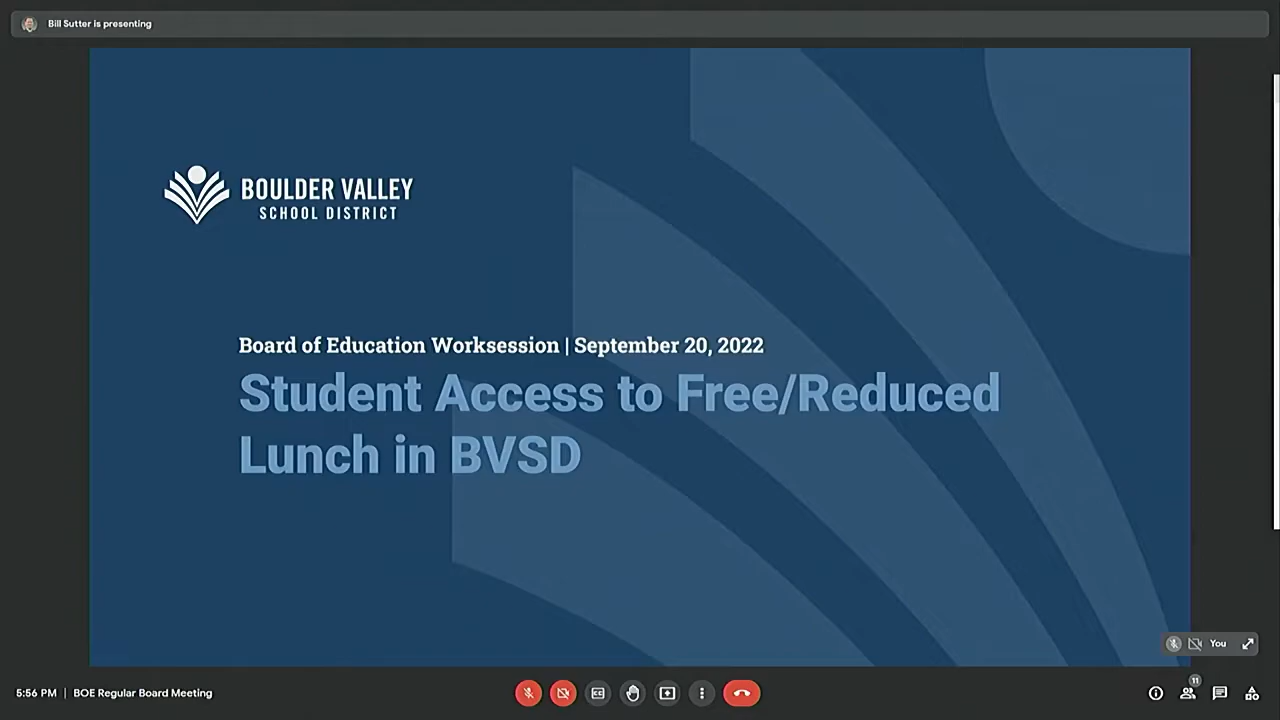 Bill Sutter is presenting
BOULDER VALLEY
SCHOOL DISTRICT
Board of Education Worksession | September 20, 2022
Student Access to Free/Reduced
Lunch in BVSD
You
11
5:56 PM | BOE Regular Board Meeting